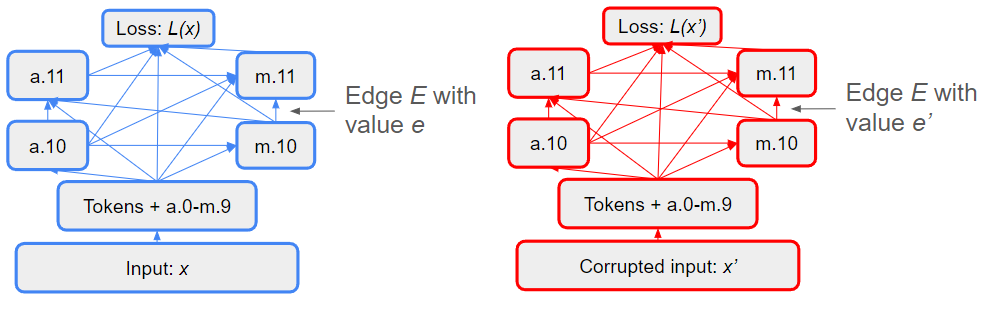 Loss: L(x)
a.11
m.11
Edge E with
value e
a.10
m.10
Tokens + a.0-m.9
Input: x
Loss: L(x’)
a.11
m.11
Edge E with
value e’
a.10
m.10
Tokens + a.0-m.9
Corrupted input: x’